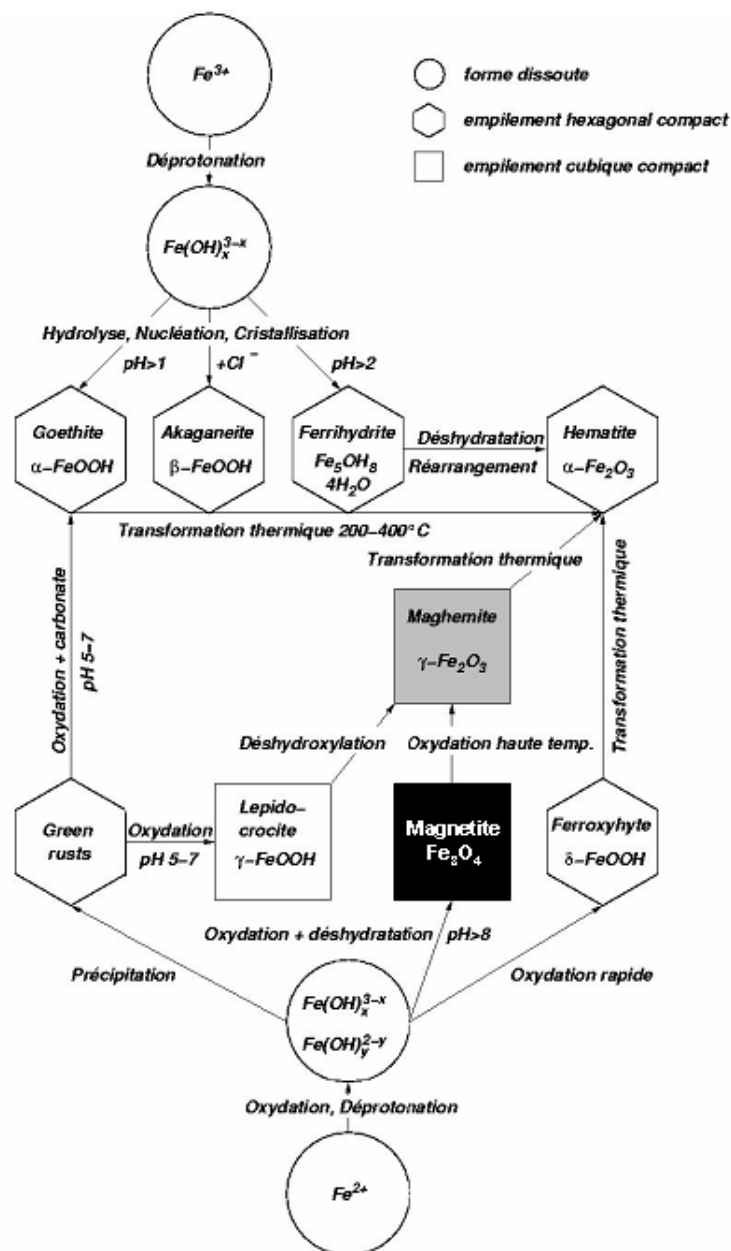 Fe³⁺
forme dissoute
empilement hexagonal compact
empilement cubique compact
Déprotonation
Fe(OH)ₓ³⁻ˣ
Hydrolyse, Nucléation, Cristallisation
pH>1
+Cl⁻
pH>2
Goethite
α-FeOOH
Akaganeite
β-FeOOH
Ferrihydrite
Fe₅OH₈
4H₂O
Déshydratation
Réarrangement
Hematite
α-Fe₂O₃
Transformation thermique 200-400°C
Transformation thermique
Oxydation + carbonate
pH 5-7
Maghemite
γ-Fe₂O₃
Transformation thermique
Déshydroxylation
Oxydation haute temp.
Green
rusts
Oxydation
pH 5-7
Lepido-
crocite
γ-FeOOH
Magnetite
Fe₃O₄
Ferroxyhyte
δ-FeOOH
Oxydation + déshydratation
pH>8
Précipitation
Oxydation rapide
Fe(OH)ₓ³⁻ˣ
Fe(OH)ᵧ²⁻ʸ
Oxydation, Déprotonation
Fe²⁺